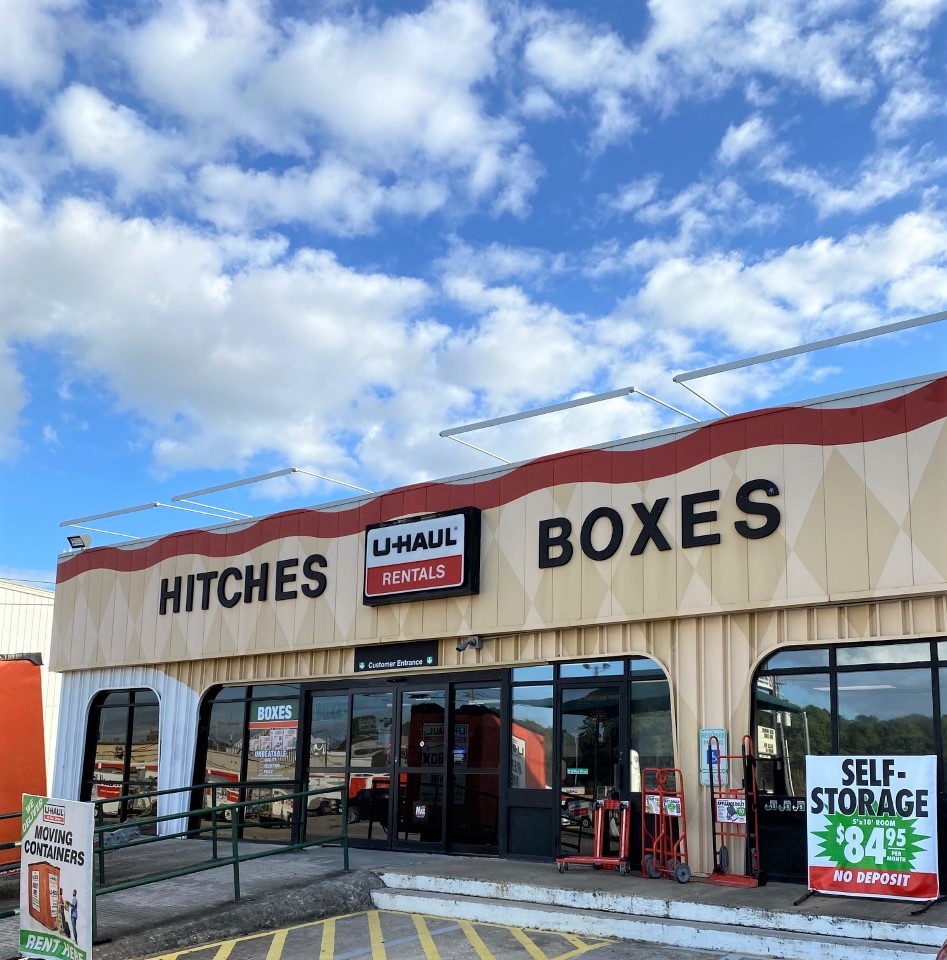 HITCHES
U-HAUL
RENTALS
BOXES
Customer Entrance
BOXES
UNBEATABLE
U-HAUL
MOVING
CONTAINERS
RENT HERE
SELF-
STORAGE
5'x10' ROOM
$84.95
PER
MONTH
NO DEPOSIT